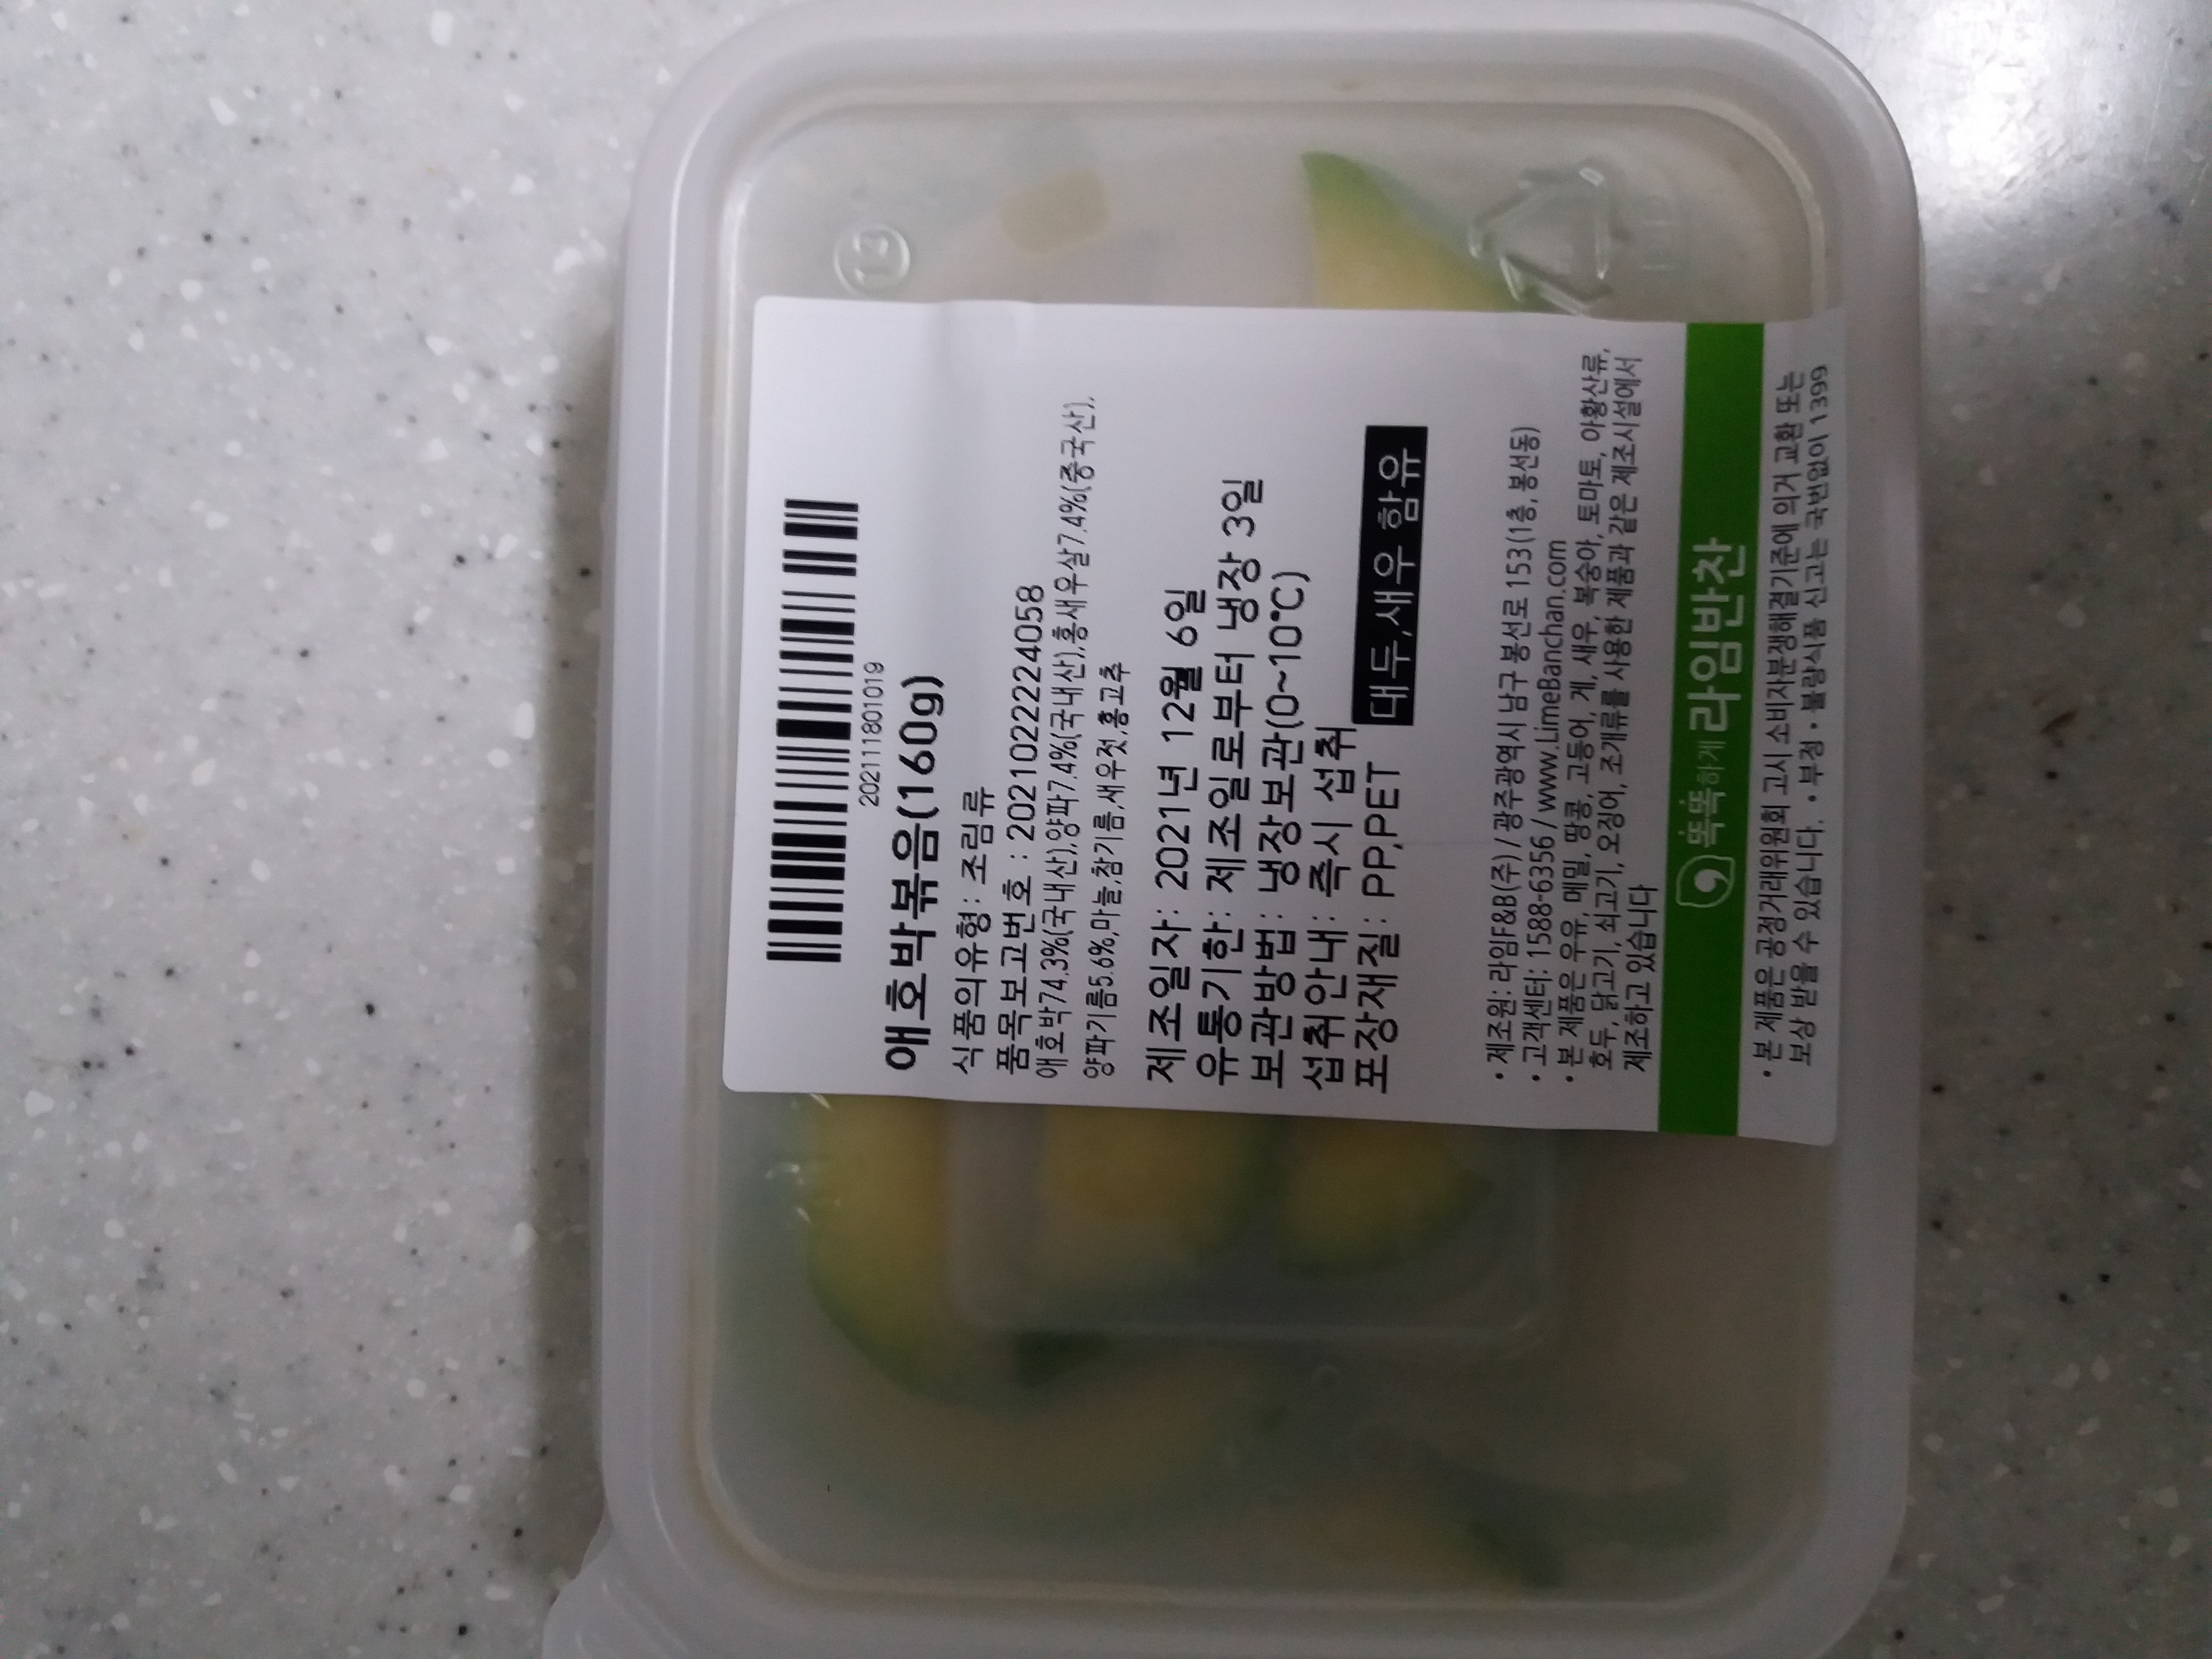 13
202111801019
애호박볶음(160g)
식품의유형: 조림류
품목보고번호 : 2021022224058
애호박74.3%(국내산),양파7.4%(국내산),홍새우살7.4%(중국산),
양파기름5.6%,마늘,참기름,새우젓,홍고추
제조일자: 2021년 12월 6일
유통기한: 제조일로부터 냉장 3일
보관방법: 냉장보관(0~10℃)
섭취안내: 즉시 섭취
포장재질: PP,PET
대두,새우 함유
• 제조원: 라임F&B(주) / 광주광역시 남구 봉선로 153(1층, 봉선동)
• 고객센터: 1588-6356 / www.LimeBanchan.com
• 본 제품은 우유, 메밀, 땅콩, 고등어, 게, 새우, 복숭아, 토마토, 아황산류,
호두, 닭고기, 쇠고기, 오징어, 조개류를 사용한 제품과 같은 제조시설에서
제조하고 있습니다
똑똑하게 라임반찬
• 본 제품은 공정거래위원회 고시 소비자분쟁해결기준에 의거 교환 또는
보상 받을 수 있습니다. • 부정 • 불량식품 신고는 국번없이 1399